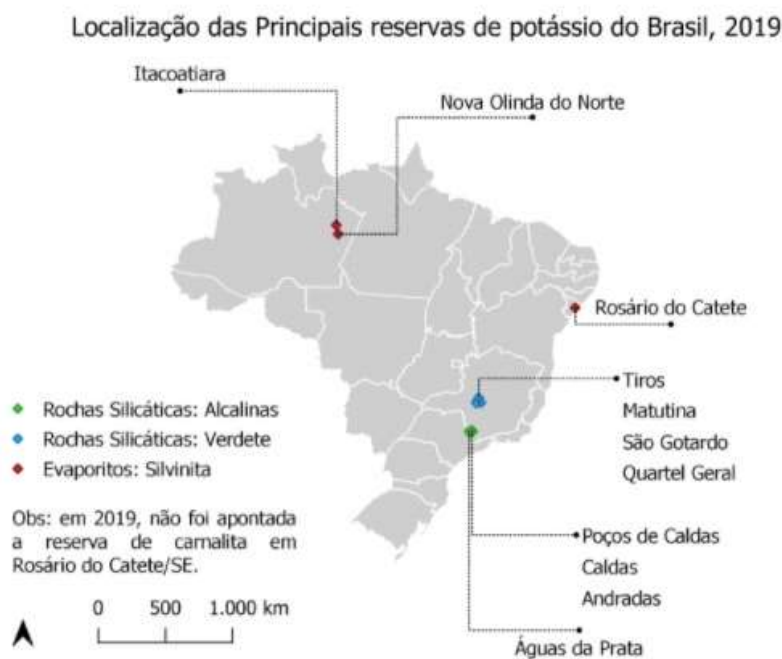 Localização das Principais reservas de potássio do Brasil, 2019
Itacoatiara
Nova Olinda do Norte
Rosário do Catete
Tiros
Matutina
São Gotardo
Quartel Geral
Rochas Silicáticas: Alcalinas
Rochas Silicáticas: Verdete
Evaporitos: Silvinita
Obs: em 2019, não foi apontada
a reserva de carnalita em
Rosário do Catete/SE.
Poços de Caldas
Caldas
Andradas
Águas da Prata
0 500 1.000 km